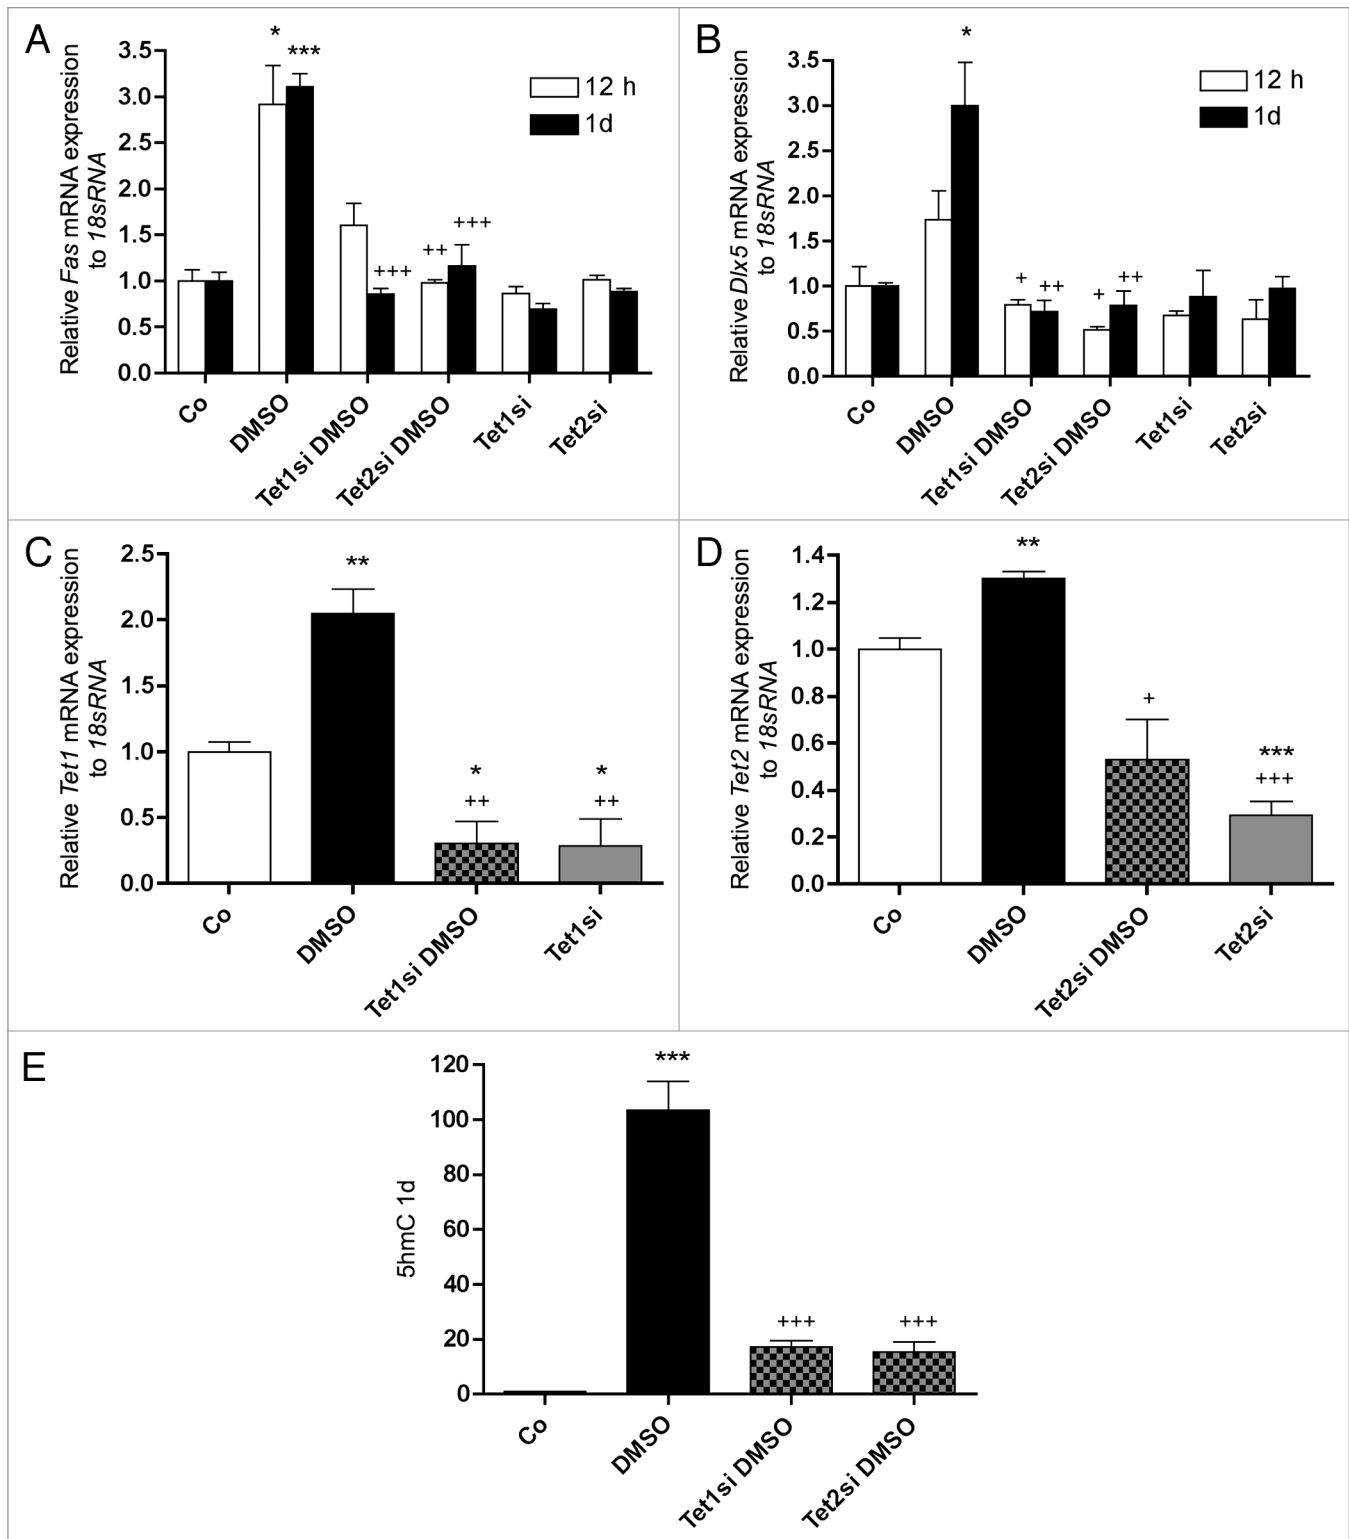 A
Relative Fas mRNA expression
to 18sRNA
3.5
3.0
2.5
2.0
1.5
1.0
0.5
0.0
*
***
+++
++
+++
12 h
1d
Co
DMSO
Tet1si DMSO
Tet2si DMSO
Tet1si
Tet2si
B
Relative Dlx5 mRNA expression
to 18sRNA
3.5
3.0
2.5
2.0
1.5
1.0
0.5
0.0
*
+
++
+
++
12 h
1d
Co
DMSO
Tet1si DMSO
Tet2si DMSO
Tet1si
Tet2si
C
Relative Tet1 mRNA expression
to 18sRNA
2.5
2.0
1.5
1.0
0.5
0.0
**
*
++
*
++
Co
DMSO
Tet1si DMSO
Tet1si
D
Relative Tet2 mRNA expression
to 18sRNA
1.4
1.2
1.0
0.8
0.6
0.4
0.2
0.0
**
+
***
+++
Co
DMSO
Tet2si DMSO
Tet2si
E
5hmC 1d
120
100
80
60
40
20
0
***
+++
+++
Co
DMSO
Tet1si DMSO
Tet2si DMSO